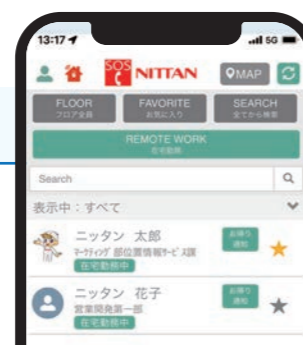 13:17
5G
SOS
NITTAN
MAP
FLOOR
フロア全員
FAVORITE
お気に入り
SEARCH
全てから検索
REMOTE WORK
在宅勤務
Search
表示中：すべて
ニッタン 太郎
マーケティング部位置情報サービス課
在宅勤務中
お帰り
通知
ニッタン 花子
営業開発第一部
在宅勤務中
お帰り
通知